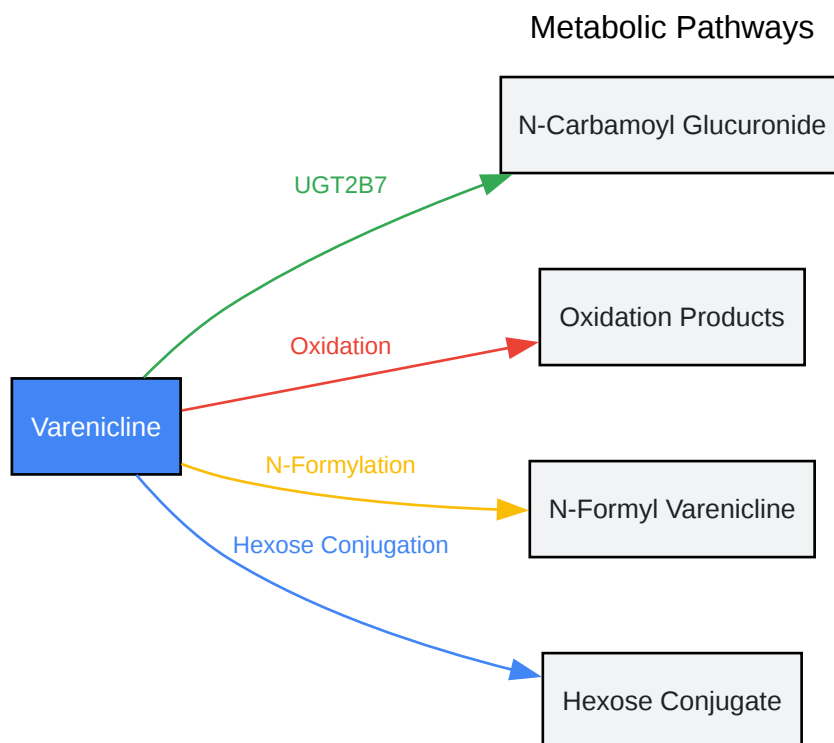 Metabolic Pathways
N-Carbamoyl Glucuronide
UGT2B7
Oxidation Products
Oxidation
Varenicline
N-Formylation
N-Formyl Varenicline
Hexose Conjugation
Hexose Conjugate